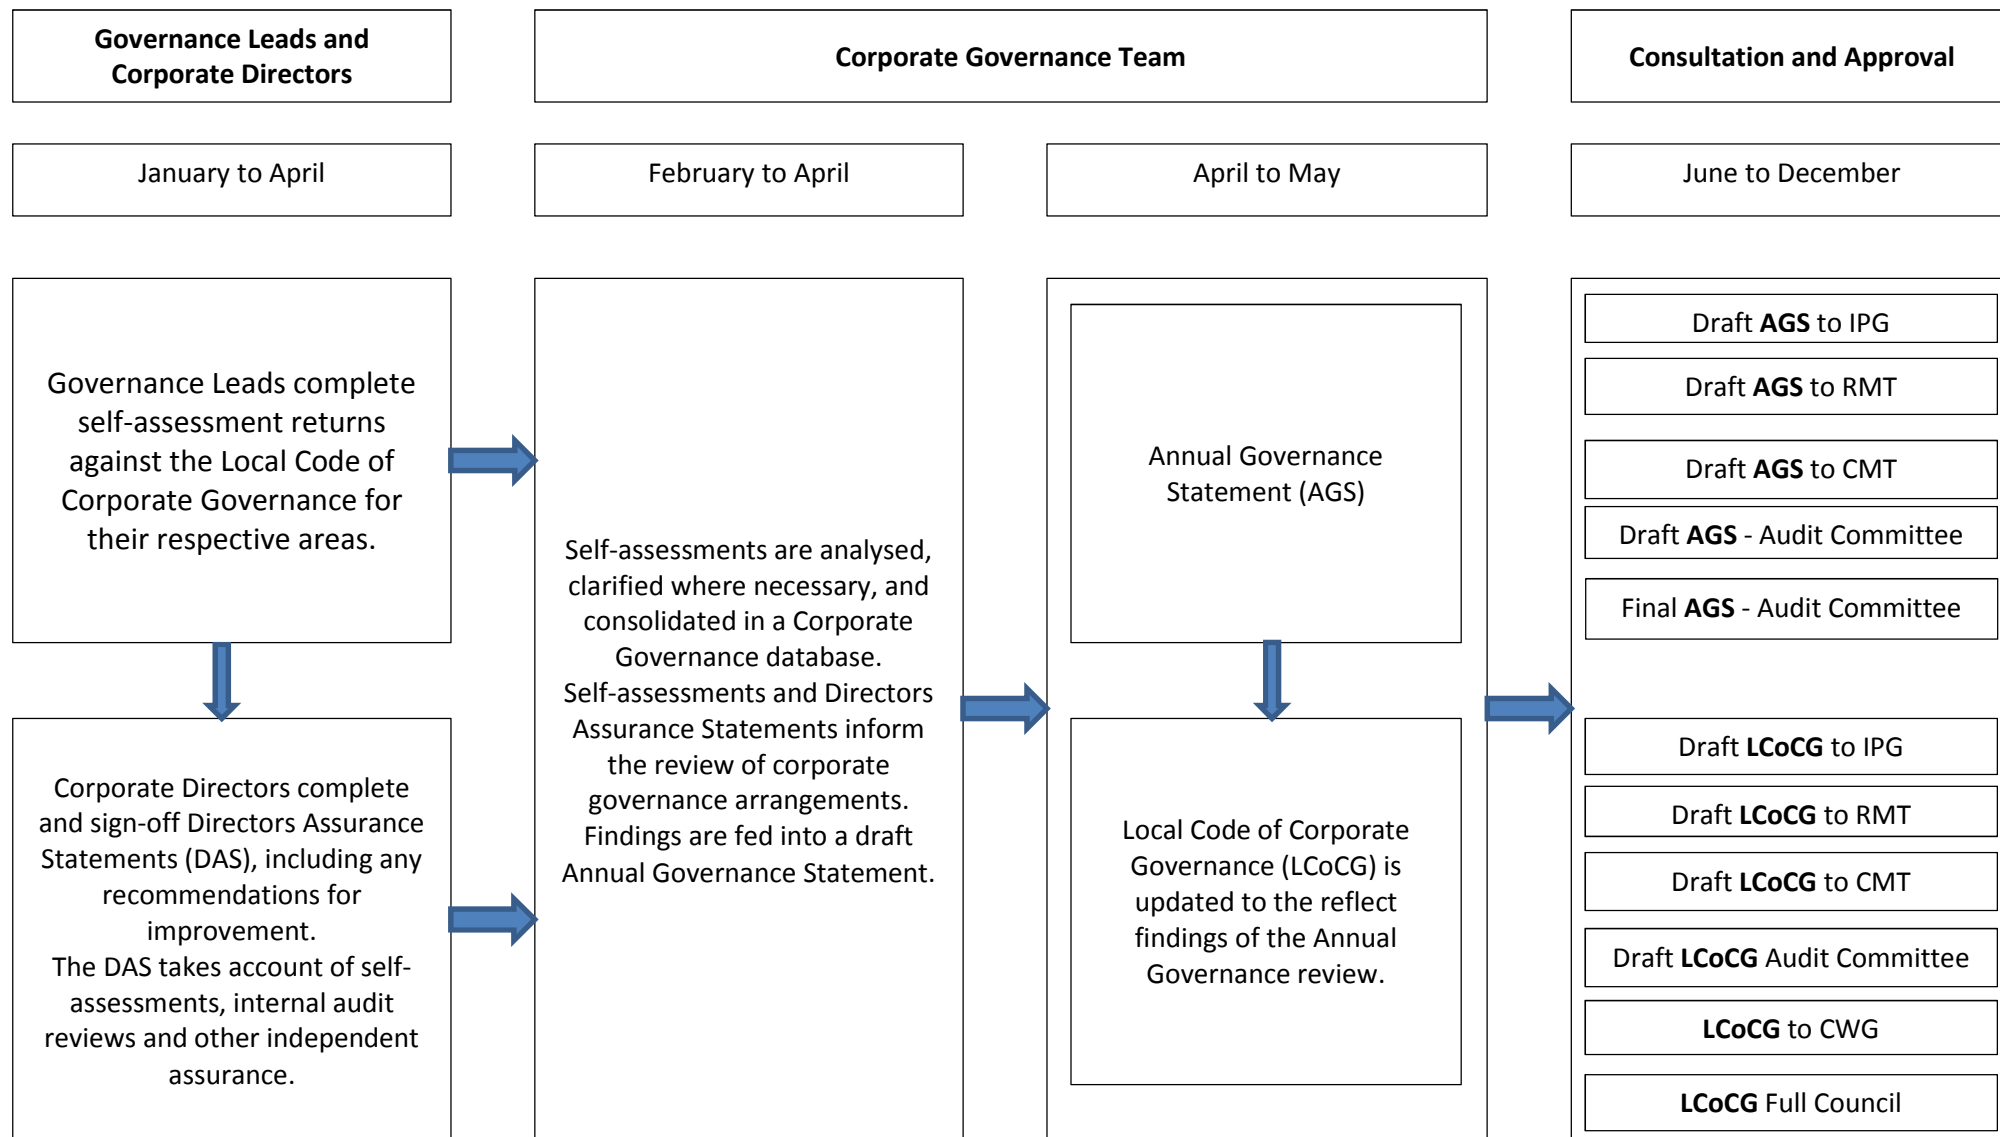 Governance Leads and
Corporate Directors
Corporate Governance Team
Consultation and Approval
January to April
February to April
April to May
June to December
Governance Leads complete
self-assessment returns
against the Local Code of
Corporate Governance for
their respective areas.
Corporate Directors complete
and sign-off Directors Assurance
Statements (DAS), including any
recommendations for
improvement.
The DAS takes account of self-
assessments, internal audit
reviews and other independent
assurance.
Self-assessments are analysed,
clarified where necessary, and
consolidated in a Corporate
Governance database.
Self-assessments and Directors
Assurance Statements inform
the review of corporate
governance arrangements.
Findings are fed into a draft
Annual Governance Statement.
Annual Governance
Statement (AGS)
Local Code of Corporate
Governance (LCoCG) is
updated to the reflect
findings of the Annual
Governance review.
Draft AGS to IPG
Draft AGS to RMT
Draft AGS to CMT
Draft AGS - Audit Committee
Final AGS - Audit Committee
Draft LCoCG to IPG
Draft LCoCG to RMT
Draft LCoCG to CMT
Draft LCoCG Audit Committee
LCoCG to CWG
LCoCG Full Council